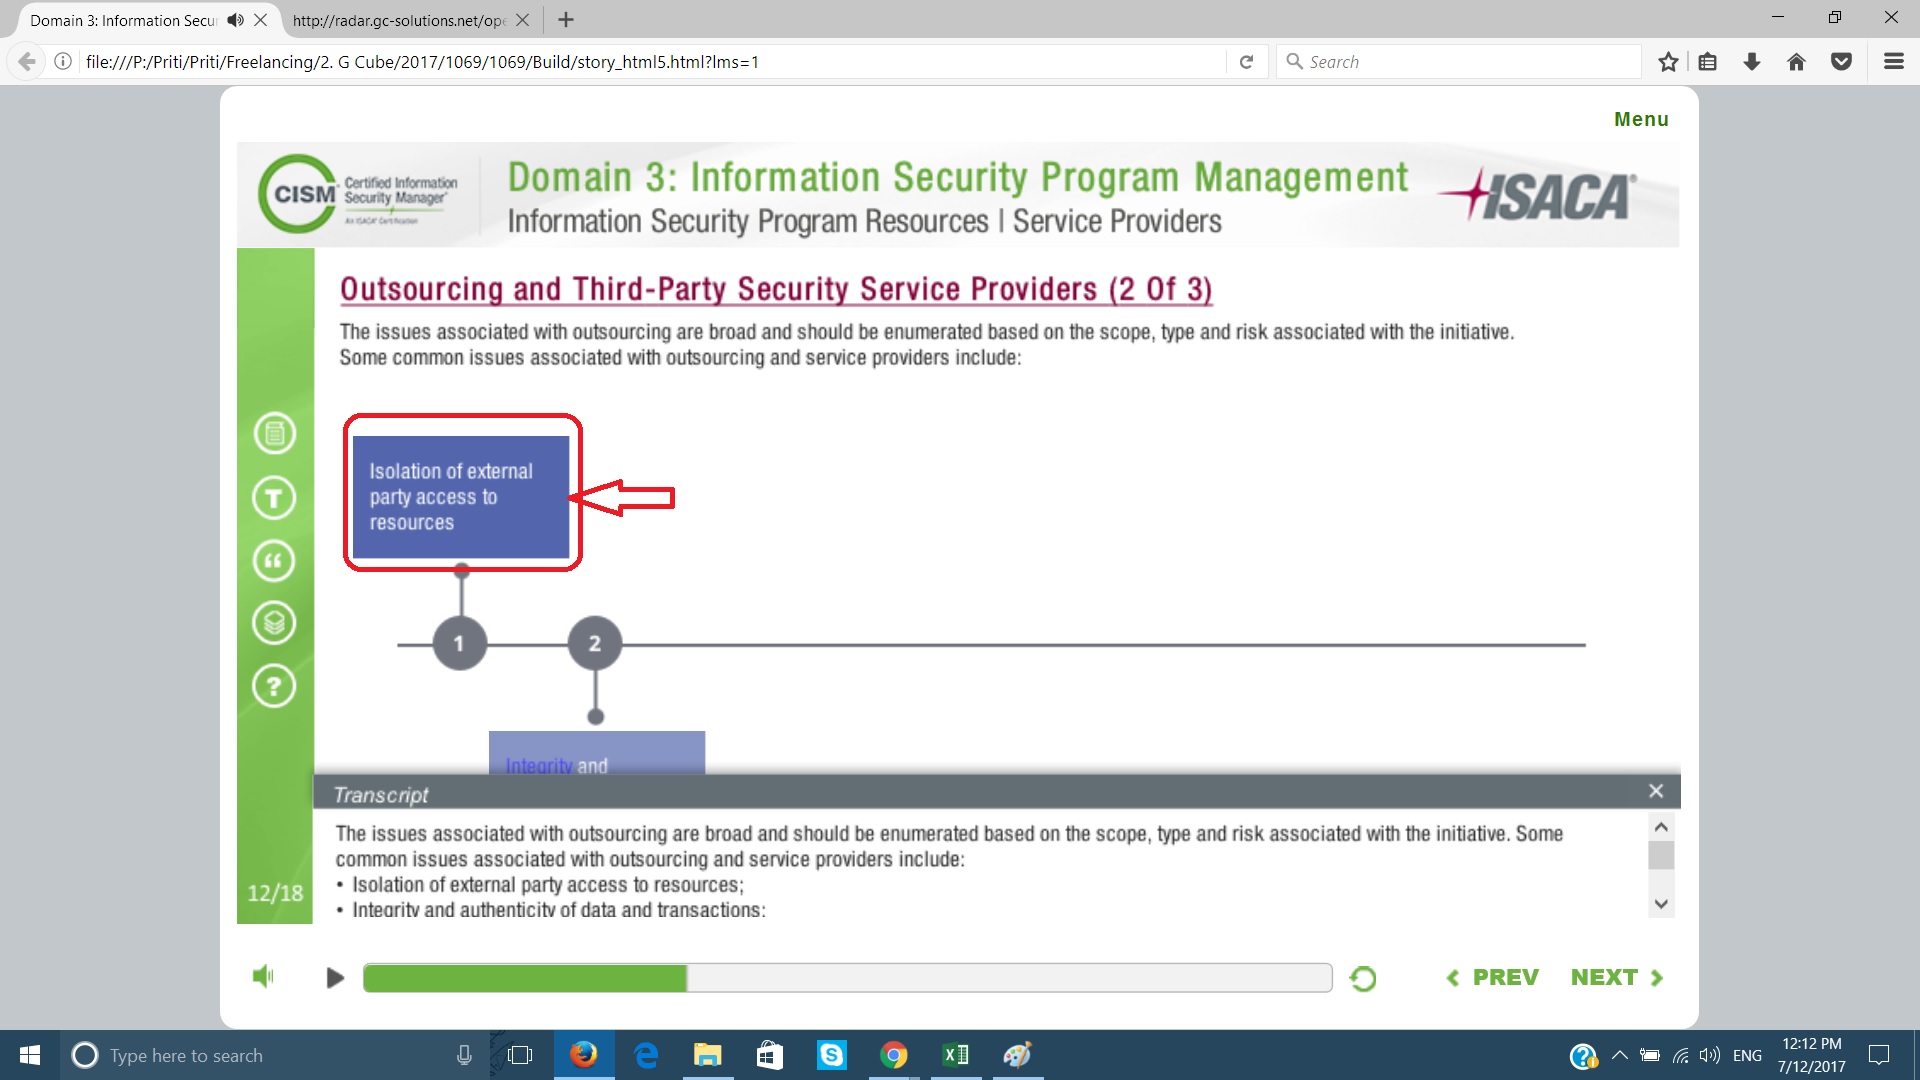 Domain 3: Information Secur
http://radar.gc-solutions.net/ope
file:///P:/Priti/Priti/Freelancing/2. G Cube/2017/1069/1069/Build/story_html5.html?lms=1
Search
Menu
CISM
Certified Information
Security Manager
An ISACA Certification
Domain 3: Information Security Program Management
Information Security Program Resources | Service Providers
ISACA®
Outsourcing and Third-Party Security Service Providers (2 Of 3)
The issues associated with outsourcing are broad and should be enumerated based on the scope, type and risk associated with the initiative.
Some common issues associated with outsourcing and service providers include:
Isolation of external
party access to
resources
T
“
?
1
2
Integrity and
Transcript
The issues associated with outsourcing are broad and should be enumerated based on the scope, type and risk associated with the initiative. Some
common issues associated with outsourcing and service providers include:
• Isolation of external party access to resources;
• Integrity and authenticity of data and transactions;
12/18
PREV
NEXT
Type here to search
ENG
12:12 PM
7/12/2017